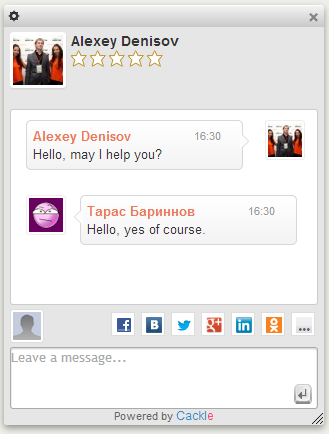 Alexey Denisov
Alexey Denisov 16:30
Hello, may I help you?
Тарас Бариннов 16:30
Hello, yes of course.
Leave a message...
Powered by Cackle